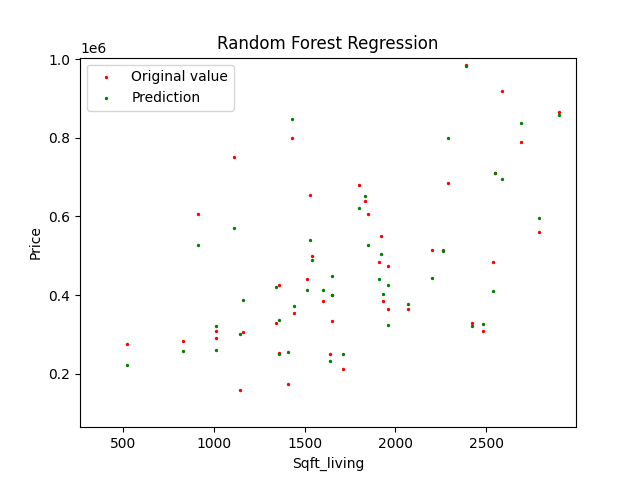 Random Forest Regression
1e6
Original value
Prediction
1.0
0.8
0.6
0.4
0.2
Price
500 1000 1500 2000 2500
Sqft_living